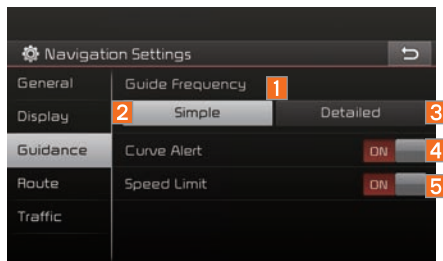 Navigation Settings
General
Guide Frequency
1
2
Simple
Detailed
3
Display
Guidance
Curve Alert
ON
4
Route
Speed Limit
ON
5
Traffic